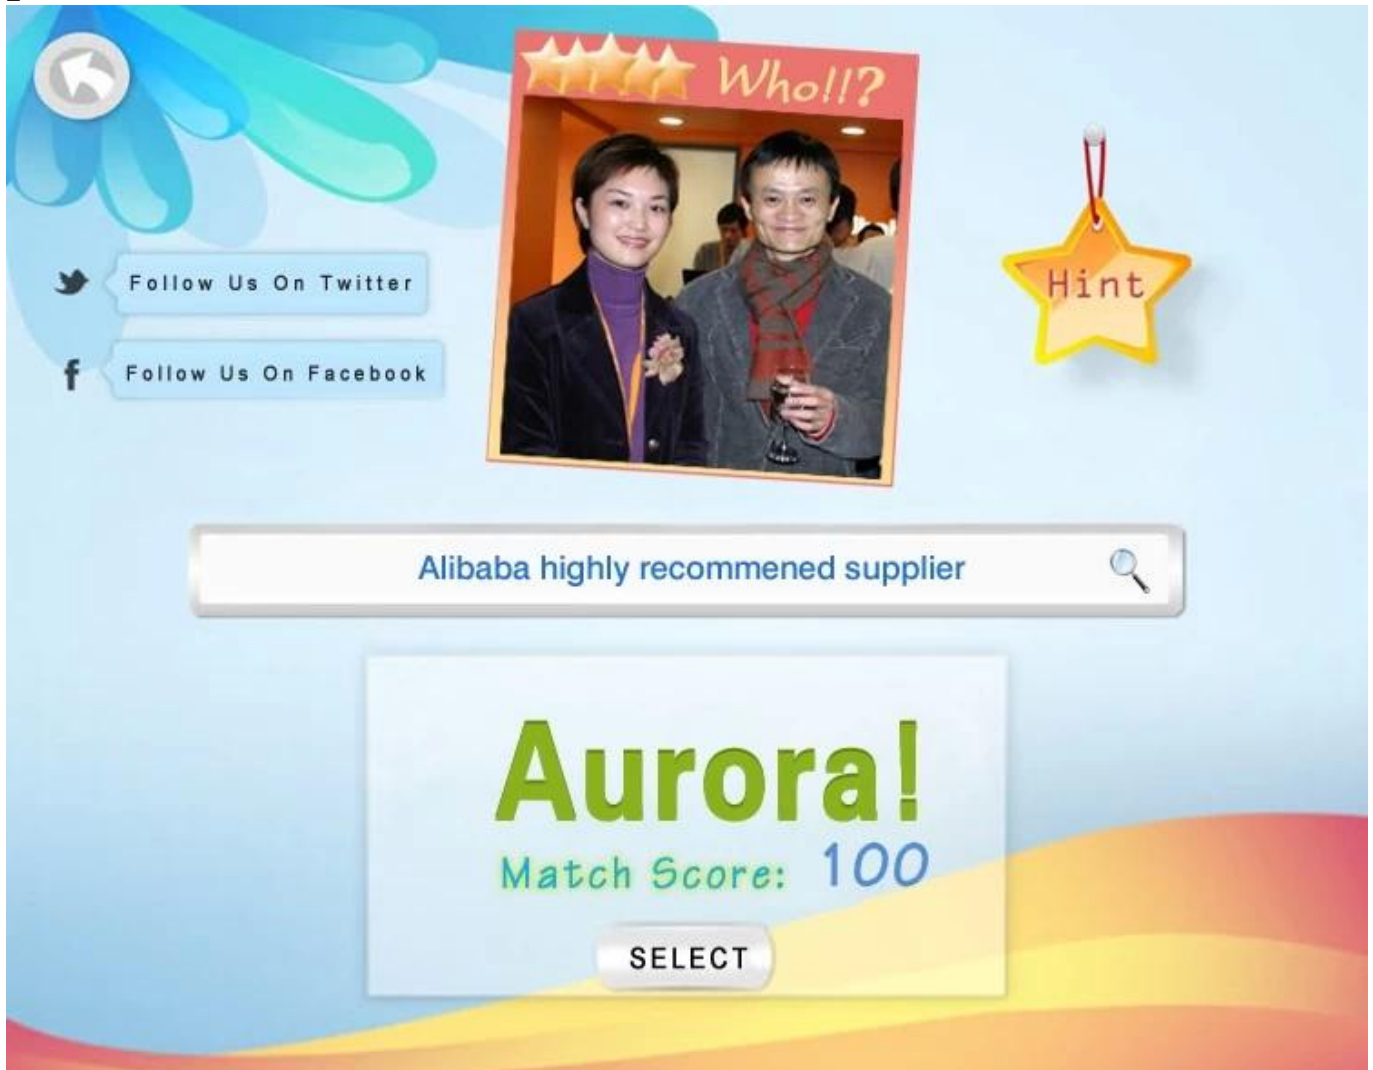 Who!!?
Hint
Follow Us On Twitter
f
Follow Us On Facebook
Alibaba highly recommened supplier
Aurora!
Match Score: 100
SELECT